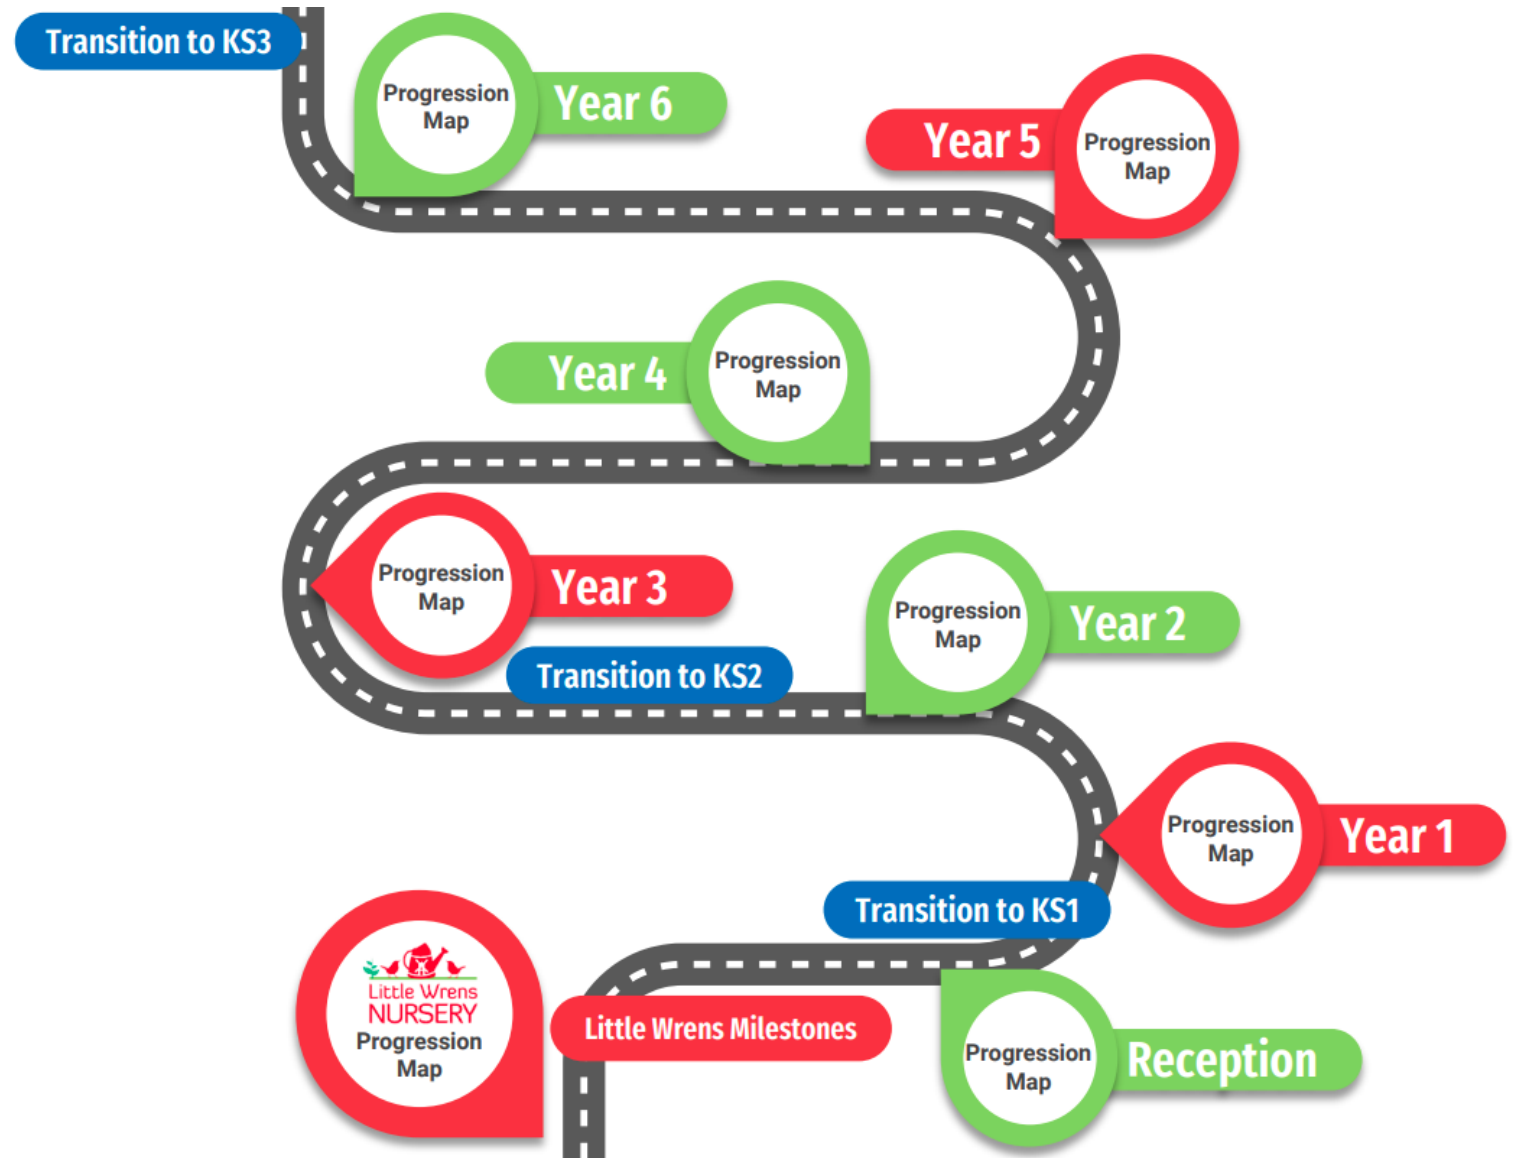 Transition to KS3
Progression
Map
Year 6
Year 5
Progression
Map
Year 4
Progression
Map
Progression
Map
Year 3
Progression
Map
Year 2
Transition to KS2
Progression
Map
Year 1
Transition to KS1
Little Wrens
NURSERY
Progression
Map
Little Wrens Milestones
Progression
Map
Reception